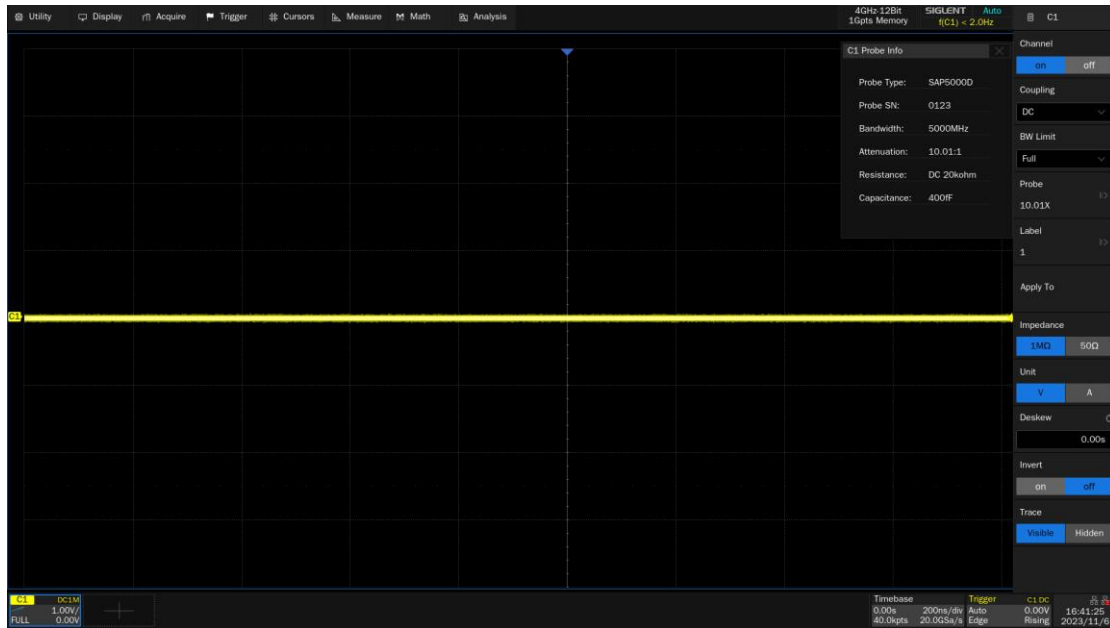 Utility Display Acquire Trigger Cursors Measure Math Analysis
4GHz-12Bit SIGLENT Auto
1Gpts Memory f(C1) < 2.0Hz
C1
C1 Probe Info
Probe Type: SAP5000D
Probe SN: 0123
Bandwidth: 5000MHz
Attenuation: 10.01:1
Resistance: DC 20kohm
Capacitance: 400fF
Channel
on off
Coupling
DC
BW Limit
Full
Probe
10.01X
Label
1
Apply To
Impedance
1MΩ 50Ω
Unit
V A
Deskew
0.00s
Invert
on off
Trace
Visible Hidden
C1
C1 DC1M
1.00V/
FULL 0.00V
Timebase
0.00s 200ns/div
40.0kpts 20.0GSa/s
Trigger C1 DC
Auto 0.00V
Edge Rising
16:41:25
2023/11/6